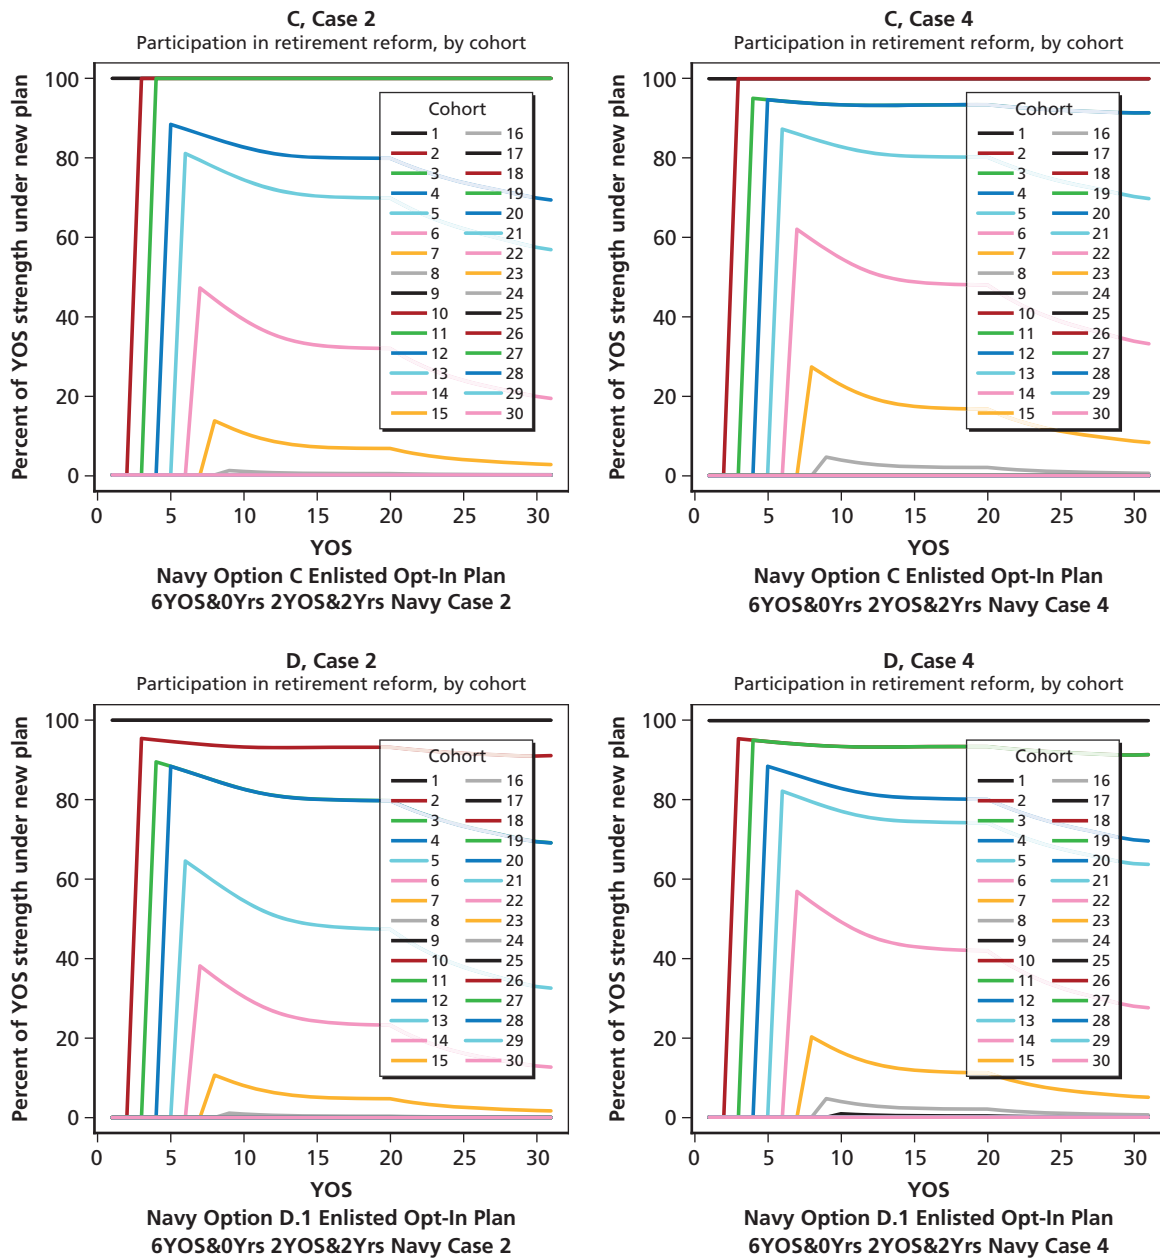 C, Case 2
Participation in retirement reform, by cohort
Percent of YOS strength under new plan
100
80
60
40
20
0
Cohort
1 16
2 17
3 18
4 19
5 20
6 21
7 22
8 23
9 24
10 25
11 26
12 27
13 28
14 29
15 30
0 5 10 15 20 25 30
YOS
Navy Option C Enlisted Opt-In Plan
6YOS&0Yrs 2YOS&2Yrs Navy Case 2
C, Case 4
Participation in retirement reform, by cohort
Percent of YOS strength under new plan
100
80
60
40
20
0
Cohort
1 16
2 17
3 18
4 19
5 20
6 21
7 22
8 23
9 24
10 25
11 26
12 27
13 28
14 29
15 30
0 5 10 15 20 25 30
YOS
Navy Option C Enlisted Opt-In Plan
6YOS&0Yrs 2YOS&2Yrs Navy Case 4
D, Case 2
Participation in retirement reform, by cohort
Percent of YOS strength under new plan
100
80
60
40
20
0
Cohort
1 16
2 17
3 18
4 19
5 20
6 21
7 22
8 23
9 24
10 25
11 26
12 27
13 28
14 29
15 30
0 5 10 15 20 25 30
YOS
Navy Option D.1 Enlisted Opt-In Plan
6YOS&0Yrs 2YOS&2Yrs Navy Case 2
D, Case 4
Participation in retirement reform, by cohort
Percent of YOS strength under new plan
100
80
60
40
20
0
Cohort
1 16
2 17
3 18
4 19
5 20
6 21
7 22
8 23
9 24
10 25
11 26
12 27
13 28
14 29
15 30
0 5 10 15 20 25 30
YOS
Navy Option D.1 Enlisted Opt-In Plan
6YOS&0Yrs 2YOS&2Yrs Navy Case 4